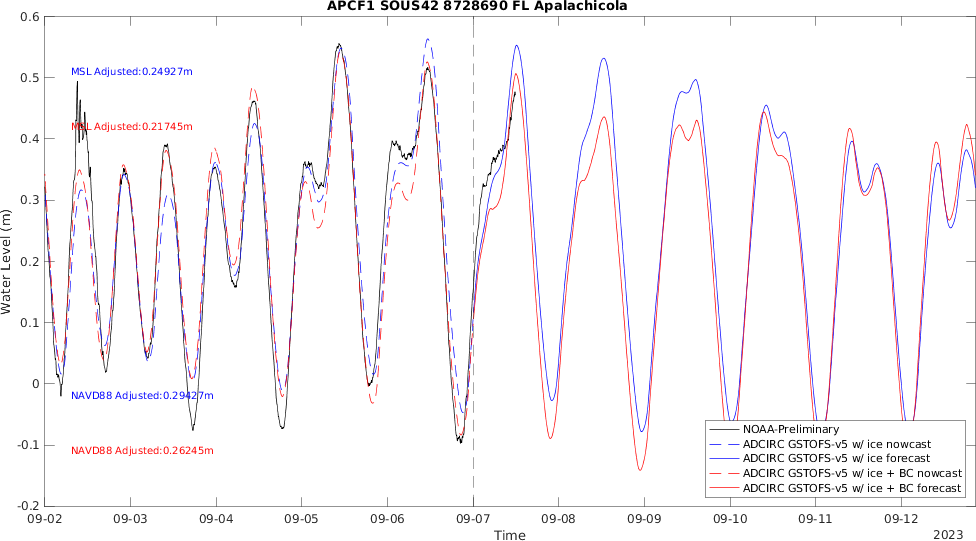 APCF1 SOUS42 8728690 FL Apalachicola
Water Level (m)
0.6
0.5
0.4
0.3
0.2
0.1
0
-0.1
-0.2
MSL Adjusted:0.24927m
MSL Adjusted:0.21745m
NAVD88 Adjusted:0.29427m
NAVD88 Adjusted:0.26245m
NOAA-Preliminary
ADCIRC GSTOFS-v5 w/ ice nowcast
ADCIRC GSTOFS-v5 w/ ice forecast
ADCIRC GSTOFS-v5 w/ ice + BC nowcast
ADCIRC GSTOFS-v5 w/ ice + BC forecast
09-02 09-03 09-04 09-05 09-06 09-07 09-08 09-09 09-10 09-11 09-12
Time
2023